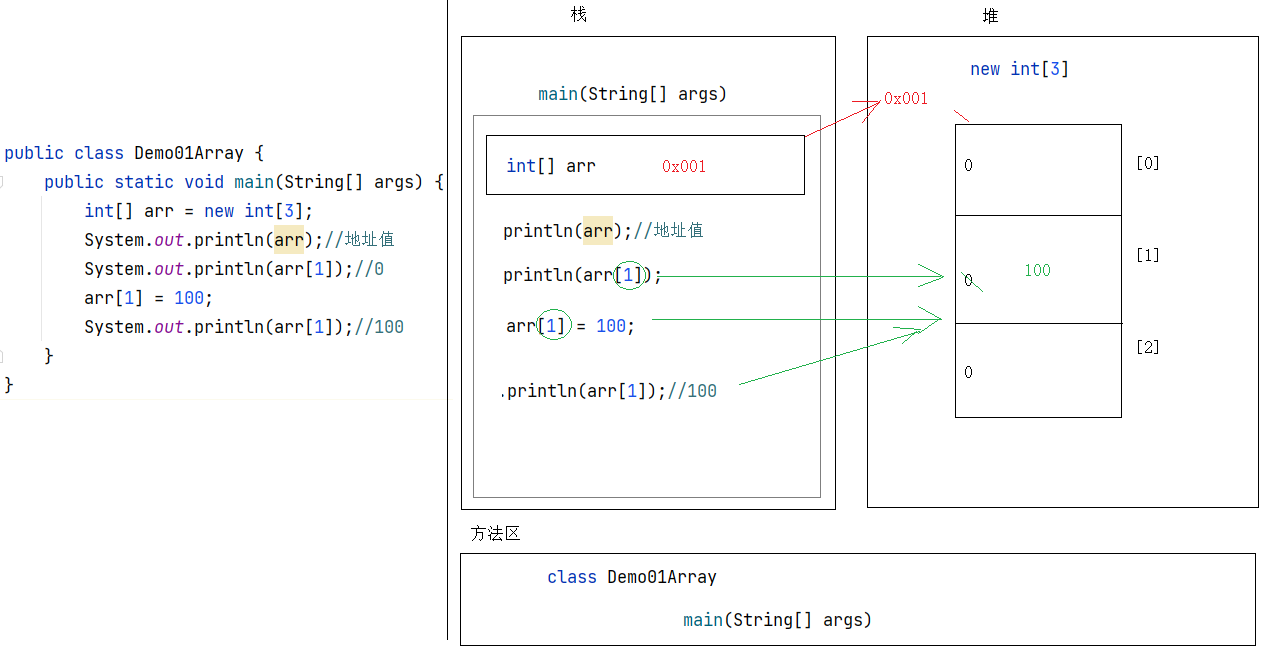 public class Demo01Array {
public static void main(String[] args) {
int[] arr = new int[3];
System.out.println(arr);//地址值
System.out.println(arr[1]);//0
arr[1] = 100;
System.out.println(arr[1]);//100
}
}
栈
main(String[] args)
int[] arr 0x001
println(arr);//地址值
println(arr[1]);
arr[1] = 100;
.println(arr[1]);//100
堆
new int[3]
0x001
0 [0]
0 100 [1]
0 [2]
方法区
class Demo01Array
main(String[] args)